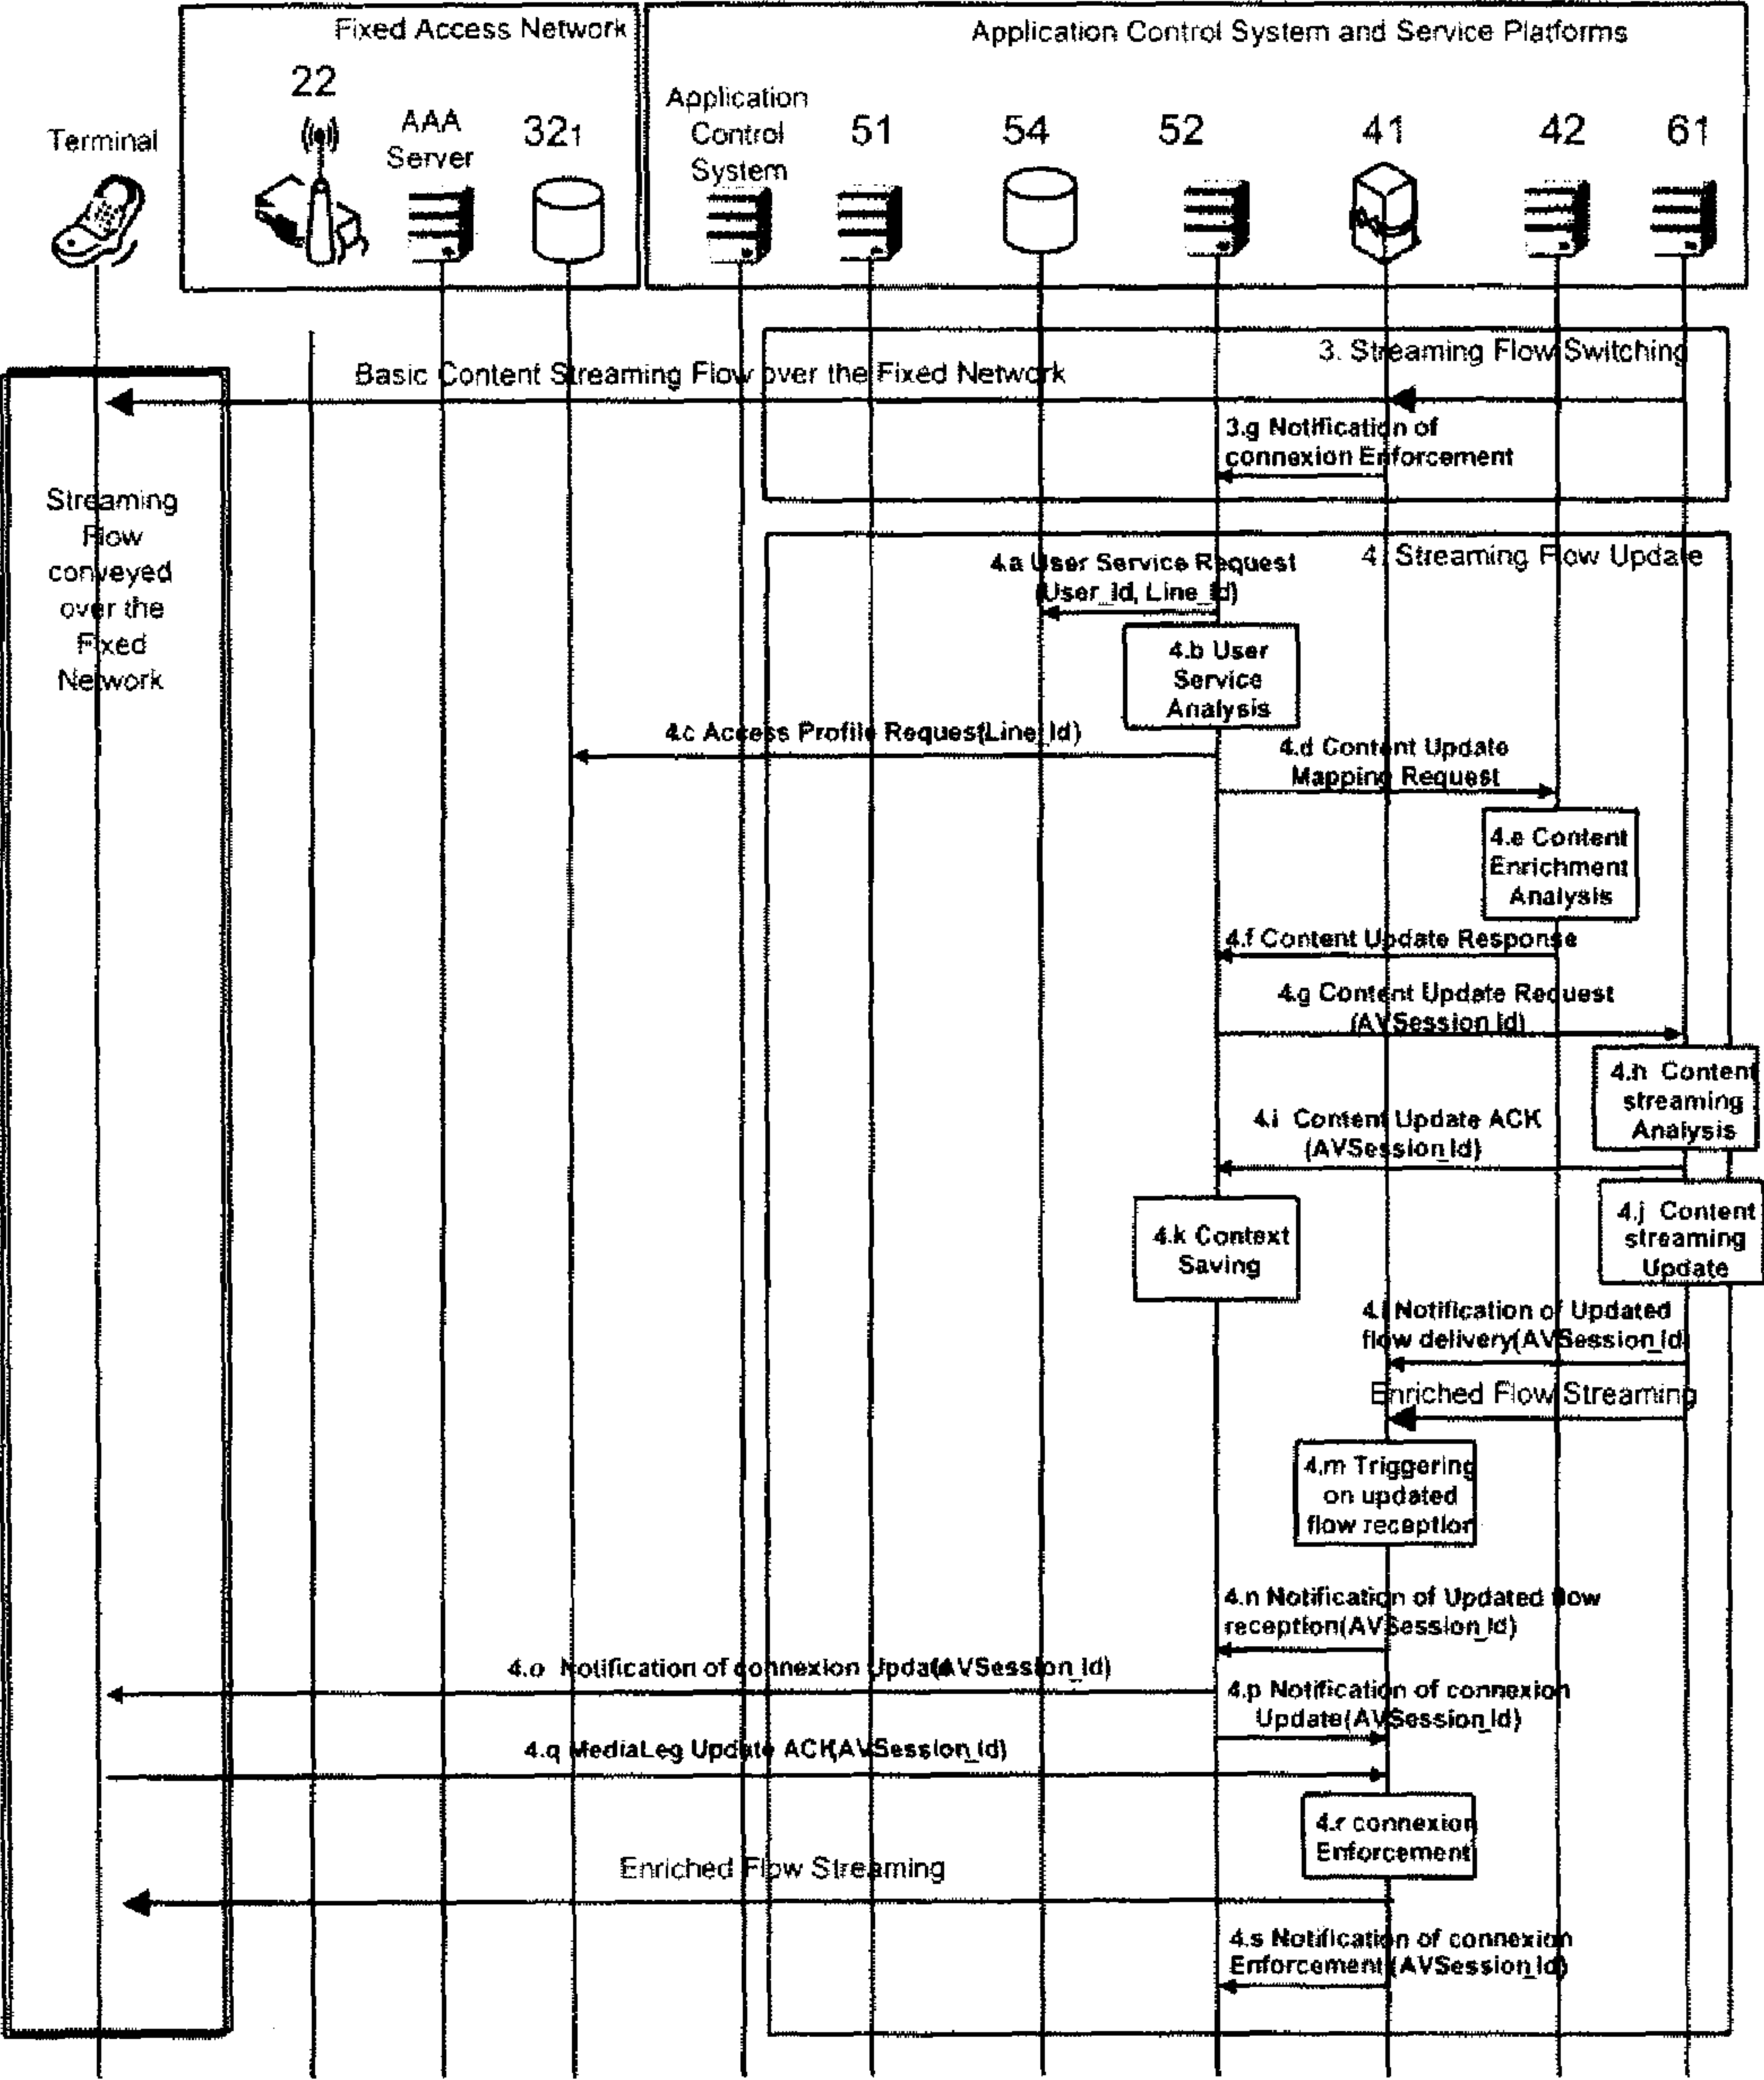 Fixed Access Network
Application Control System and Service Platforms
Terminal
22
AAA
Server
321
Application
Control
System
51
54
52
41
42
61
3. Streaming Flow Switching
Basic Content Streaming Flow over the Fixed Network
3.g Notification of
connexion Enforcement
Streaming
Flow
conveyed
over the
Fixed
Network
4. Streaming Flow Update
4.a User Service Request
(User_Id, Line_Id)
4.b User
Service
Analysis
4.c Access Profile Request(Line_Id)
4.d Content Update
Mapping Request
4.e Content
Enrichment
Analysis
4.f Content Update Response
4.g Content Update Request
(AVSession_Id)
4.h Content
streaming
Analysis
4.i Content Update ACK
(AVSession_Id)
4.j Content
streaming
Update
4.k Context
Saving
4.l Notification of Updated
flow delivery(AVSession_Id)
Enriched Flow Streaming
4.m Triggering
on updated
flow reception
4.n Notification of Updated flow
reception(AVSession_Id)
4.o Notification of connexion Update(AVSession_Id)
4.p Notification of connexion
Update(AVSession_Id)
4.q MediaLeg Update ACK(AVSession_Id)
4.r connexion
Enforcement
Enriched Flow Streaming
4.s Notification of connexion
Enforcement (AVSession_Id)